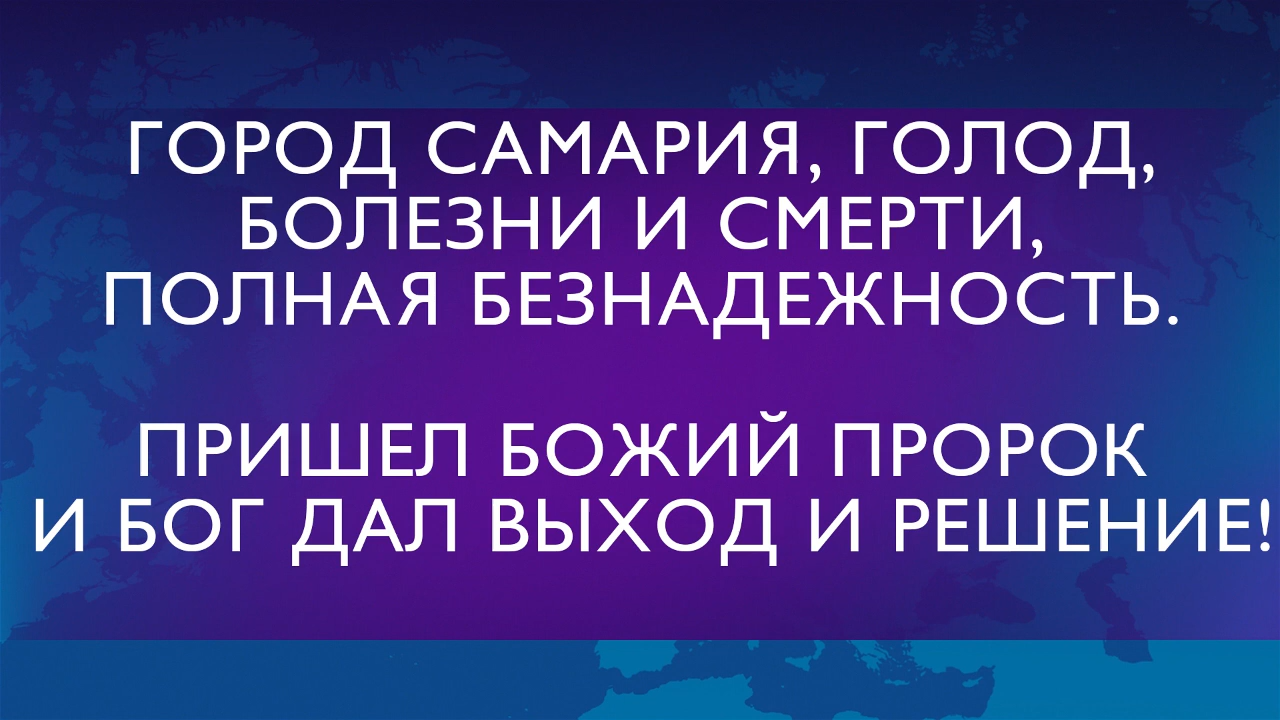 ГОРОД САМАРИЯ, ГОЛОД,
БОЛЕЗНИ И СМЕРТИ,
ПОЛНАЯ БЕЗНАДЕЖНОСТЬ.
ПРИШЕЛ БОЖИЙ ПРОРОК
И БОГ ДАЛ ВЫХОД И РЕШЕНИЕ!